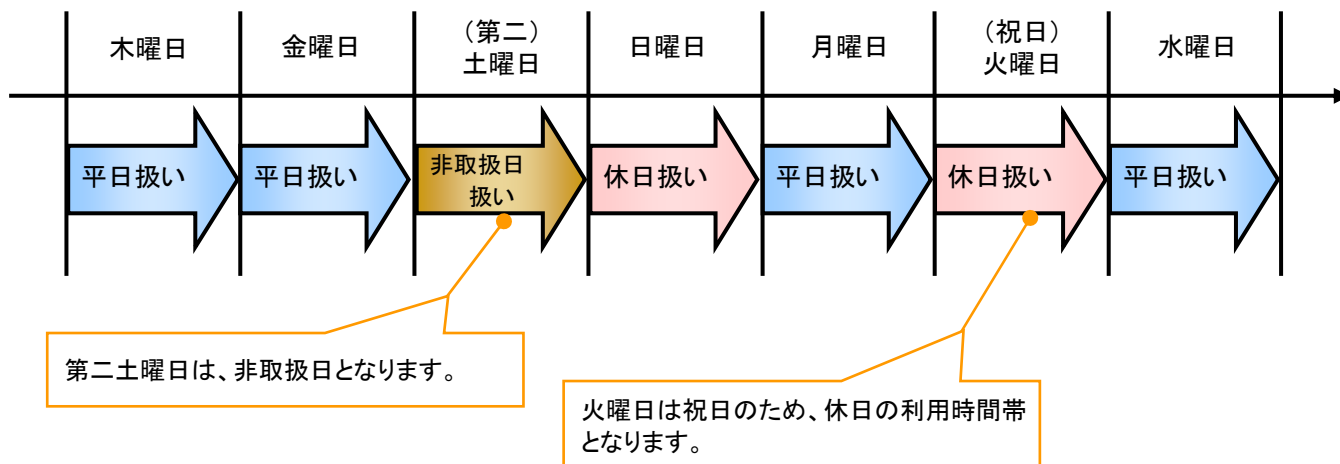 木曜日
金曜日
（第二）
土曜日
日曜日
月曜日
（祝日）
火曜日
水曜日
平日扱い
平日扱い
非取扱日
扱い
休日扱い
平日扱い
休日扱い
平日扱い
第二土曜日は、非取扱日となります。
火曜日は祝日のため、休日の利用時間帯
となります。